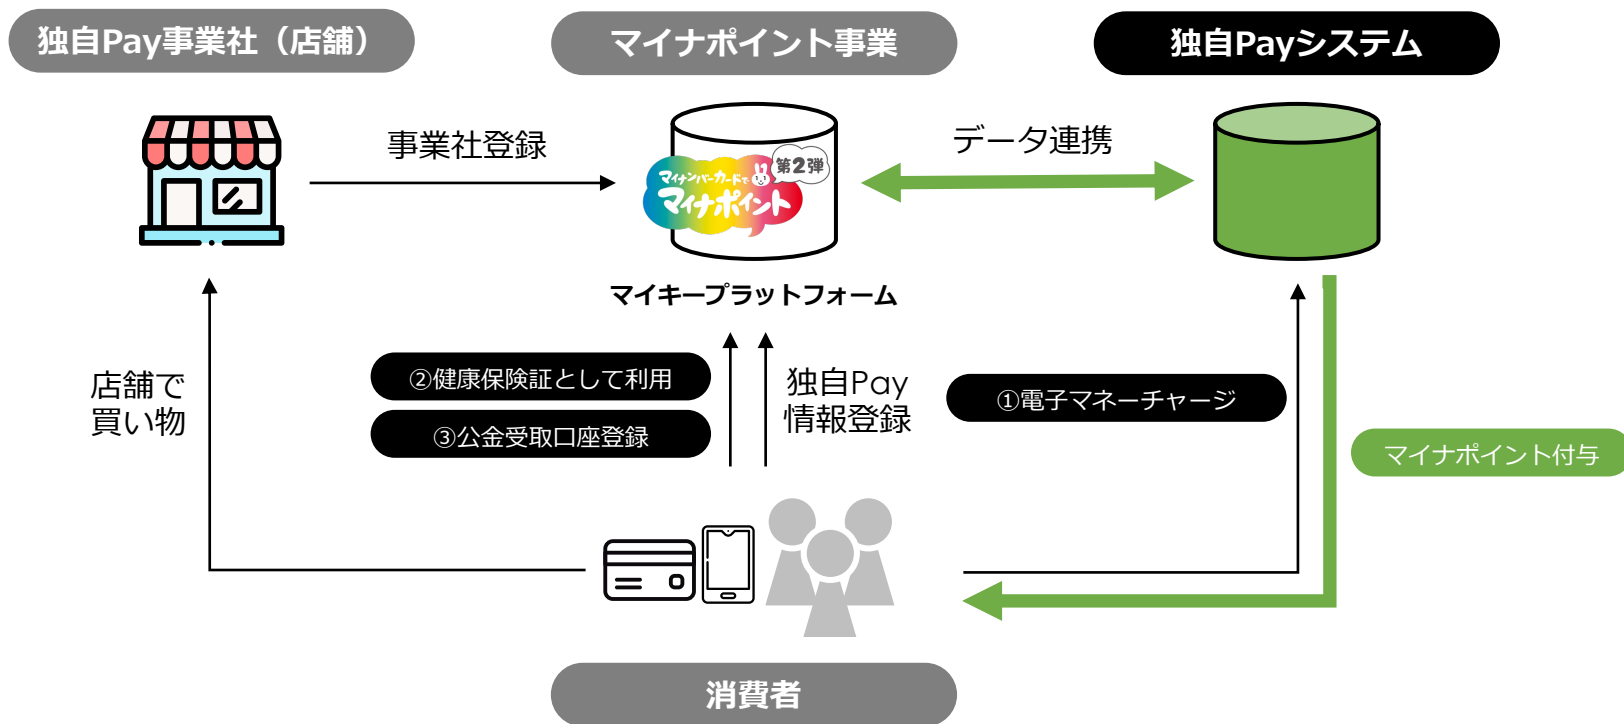 独自Pay事業社（店舗）
マイナポイント事業
独自Payシステム
事業社登録
データ連携
第2弾
マイナンバーカードで
マイナポイント
マイキープラットフォーム
店舗で
買い物
②健康保険証として利用
③公金受取口座登録
独自Pay
情報登録
①電子マネーチャージ
マイナポイント付与
消費者